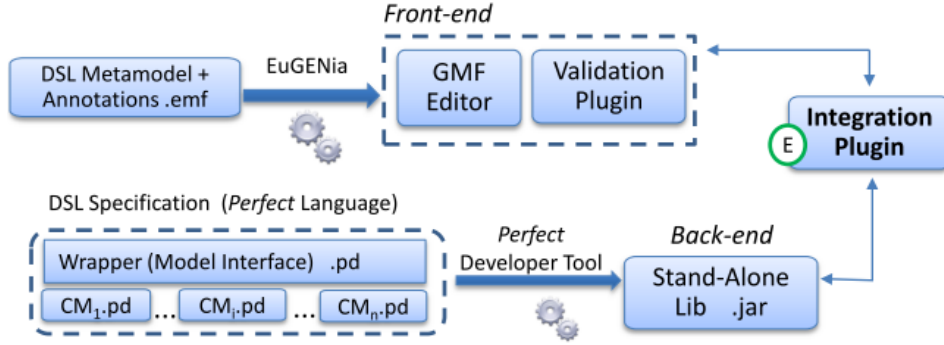 Front-end
DSL Metamodel +
Annotations .emf
EuGENia
GMF
Editor
Validation
Plugin
Integration
Plugin
E
DSL Specification (Perfect Language)
Wrapper (Model Interface) .pd
CM1.pd ... CMi.pd ... CMn.pd
Perfect
Developer Tool
Back-end
Stand-Alone
Lib .jar